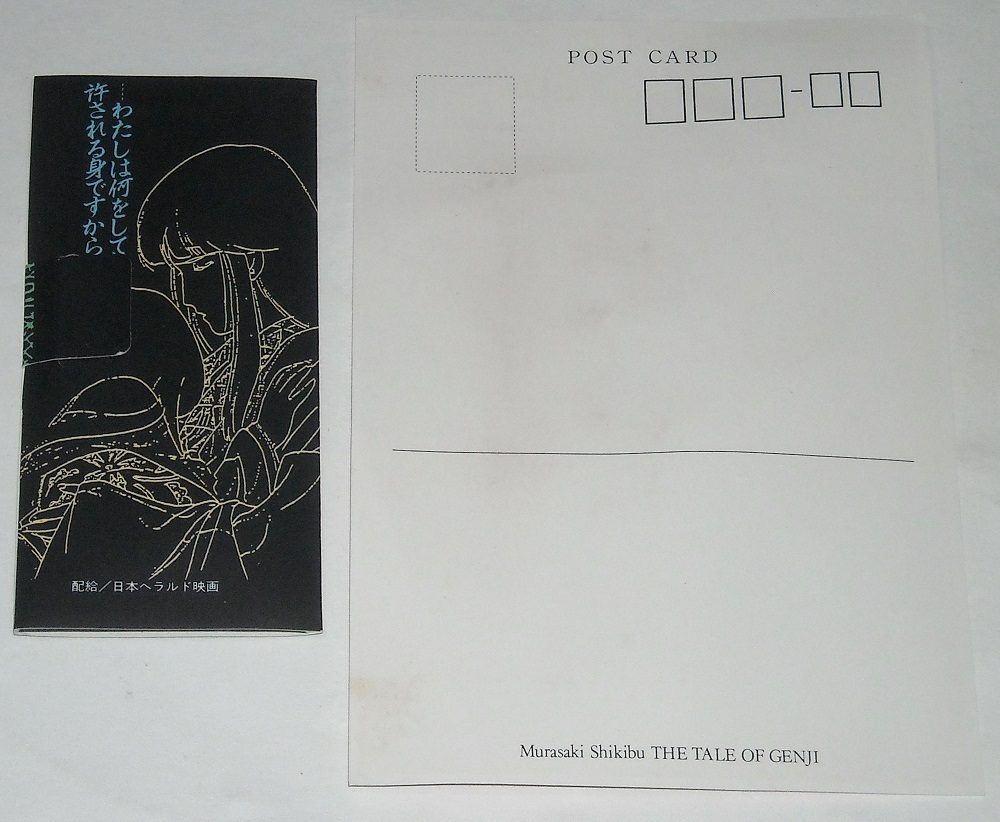 …わたしは何をして
許される身ですから
配給／日本ヘラルド映画
POST CARD
Murasaki Shikibu THE TALE OF GENJI